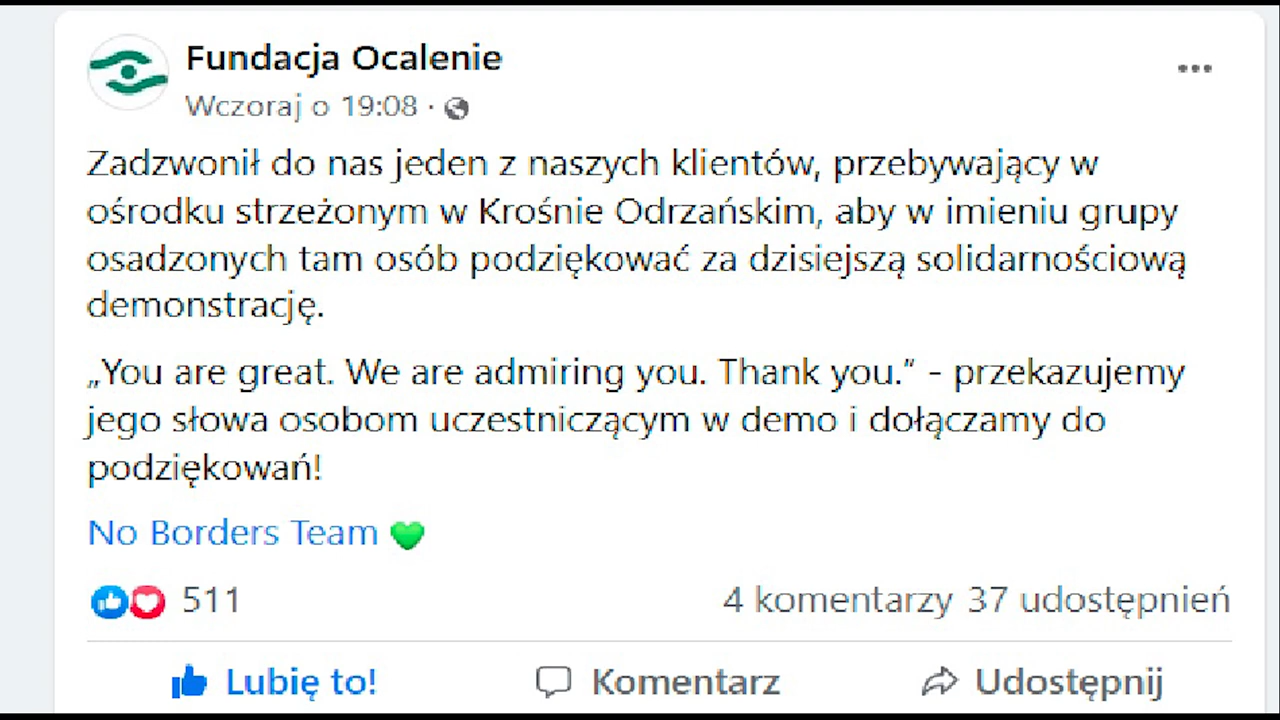 Fundacja Ocalenie
Wczoraj o 19:08 ·
Zadzwonił do nas jeden z naszych klientów, przebywający w
ośrodku strzeżonym w Krośnie Odrzańskim, aby w imieniu grupy
osadzonych tam osób podziękować za dzisiejszą solidarnościową
demonstrację.
„You are great. We are admiring you. Thank you.” - przekazujemy
jego słowa osobom uczestniczącym w demo i dołączamy do
podziękowań!
No Borders Team 💚
511
4 komentarzy 37 udostępnień
Lubię to! Komentarz Udostępnij